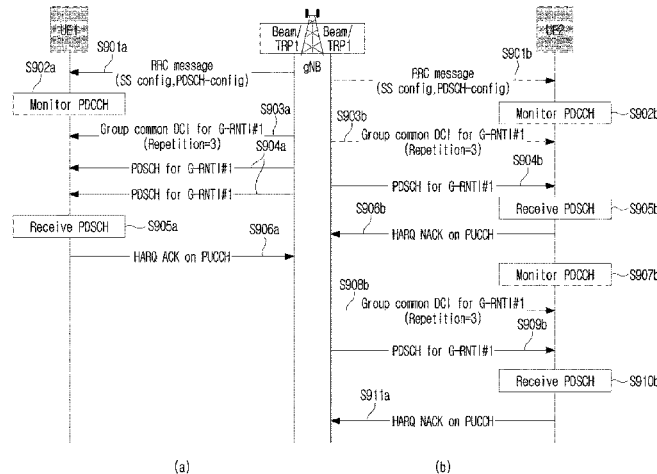 UE1
Beam/
TRP1
Beam/
TRP1
gNB
UE2
S901a
RRC message
(SS config,PDSCH-config)
S902a
Monitor PDCCH
S903a
Group common DCI for G-RNTI#1
(Repetition=3)
S904a
PDSCH for G-RNTI#1
PDSCH for G-RNTI#1
Receive PDSCH
S905a
S906a
HARQ ACK on PUCCH
(a)
S901b
RRC message
(SS config,PDSCH-config)
Monitor PDCCH
S902b
S903b
Group common DCI for G-RNTI#1
(Repetition=3)
S904b
PDSCH for G-RNTI#1
Receive PDSCH
S905b
S906b
HARQ NACK on PUCCH
Monitor PDCCH
S907b
S908b
Group common DCI for G-RNTI#1
(Repetition=3)
S909b
PDSCH for G-RNTI#1
Receive PDSCH
S910b
S911a
HARQ NACK on PUCCH
(b)